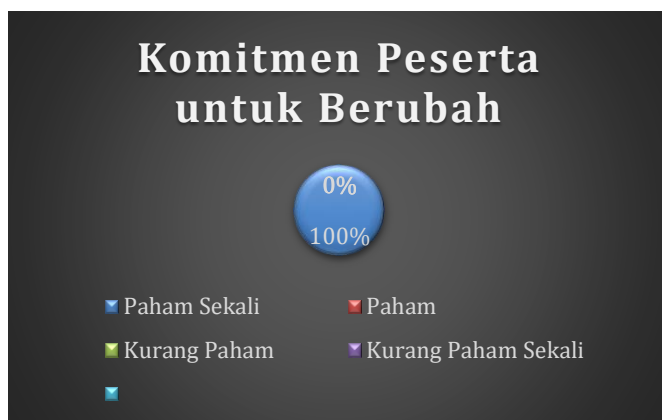 Komitmen Peserta
untuk Berubah
0%
100%
Paham Sekali
Paham
Kurang Paham
Kurang Paham Sekali